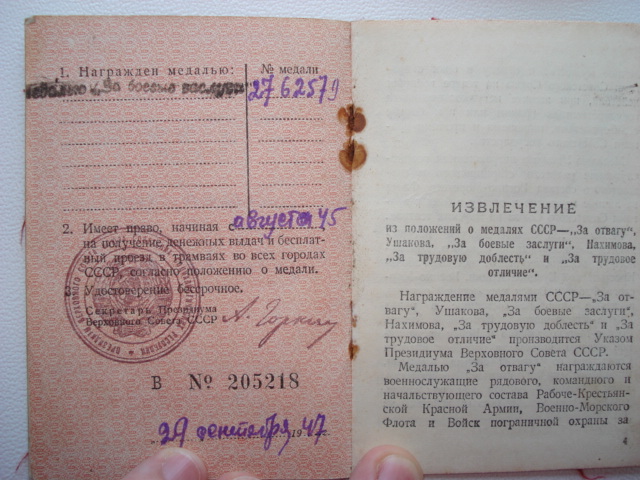 1. Награжден медалью:
№ медали
медалью „За боевые заслуги“
2762579
2. Имеет право, начиная с августа 45
на получение денежных выдач и бесплат-
ный проезд в трамваях во всех городах
СССР, согласно положению о медали.
Удостоверение бессрочное.
Секретарь Президиума
Верховного Совета СССР А. Горкин
В № 205218
29 сентября 1947
ИЗВЛЕЧЕНИЕ
из положений о медалях СССР—„За отвагу“,
Ушакова, „За боевые заслуги“, Нахимова,
„За трудовую доблесть“ и „За трудовое
отличие“.
Награждение медалями СССР—„За от-
вагу“, Ушакова, „За боевые заслуги“,
Нахимова, „За трудовую доблесть“ и „За
трудовое отличие“ производится Указом
Президиума Верховного Совета СССР.
Медалью „За отвагу“ награждаются
военнослужащие рядового, командного и
начальствующего состава Рабоче-Крестьян-
ской Красной Армии, Военно-Морского
Флота и Войск пограничной охраны за
4